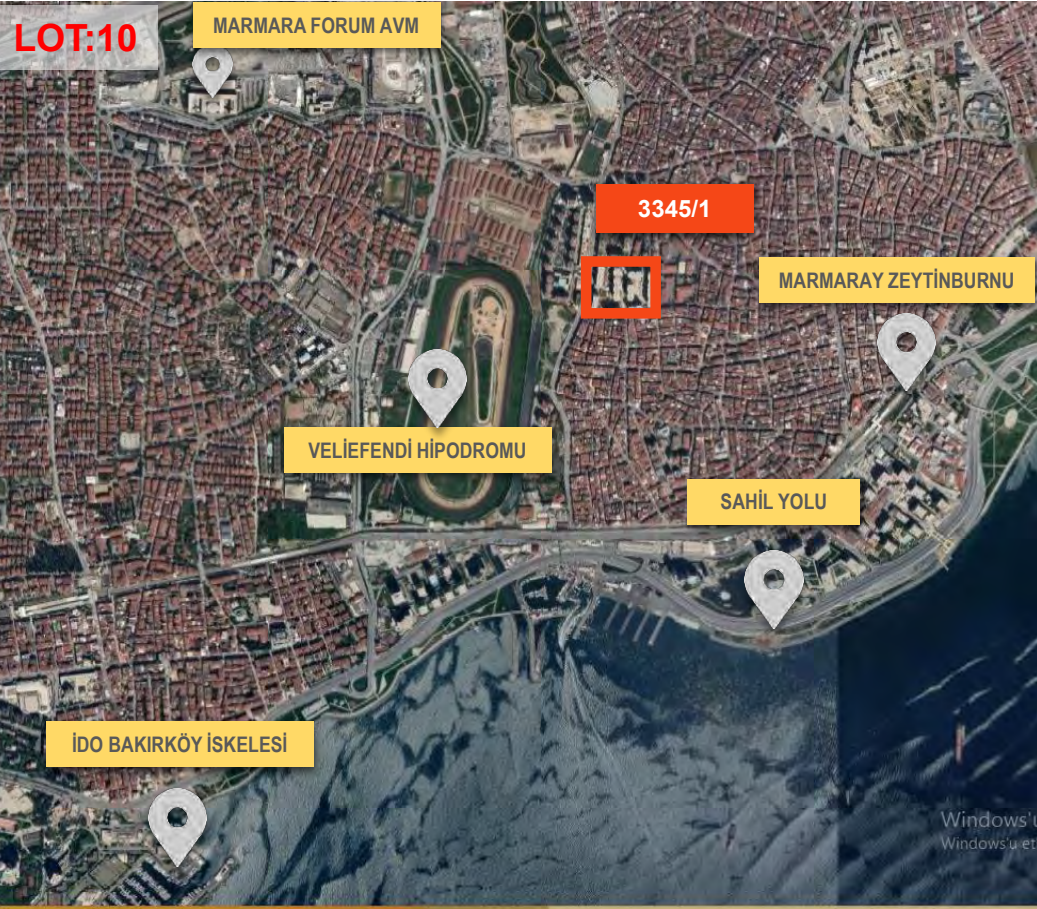 LOT:10
MARMARA FORUM AVM
3345/1
MARMARAY ZEYTİNBURNU
VELİEFENDİ HİPODROMU
SAHİL YOLU
İDO BAKIRKÖY İSKELESİ
Windows'u
Windows'u et